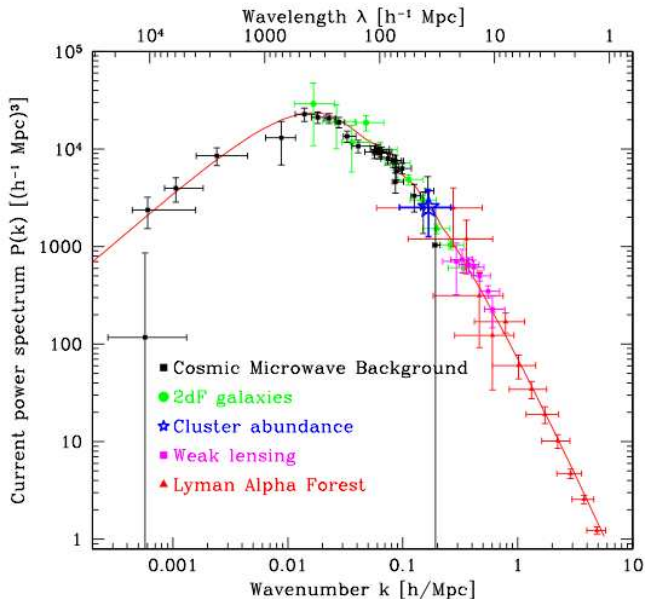 Wavelength λ [h⁻¹ Mpc]
10⁴ 1000 100 10 1
Current power spectrum P(k) [(h⁻¹ Mpc)³]
10⁵
10⁴
1000
100
10
1
Cosmic Microwave Background
2dF galaxies
Cluster abundance
Weak lensing
Lyman Alpha Forest
0.001 0.01 0.1 1 10
Wavenumber k [h/Mpc]